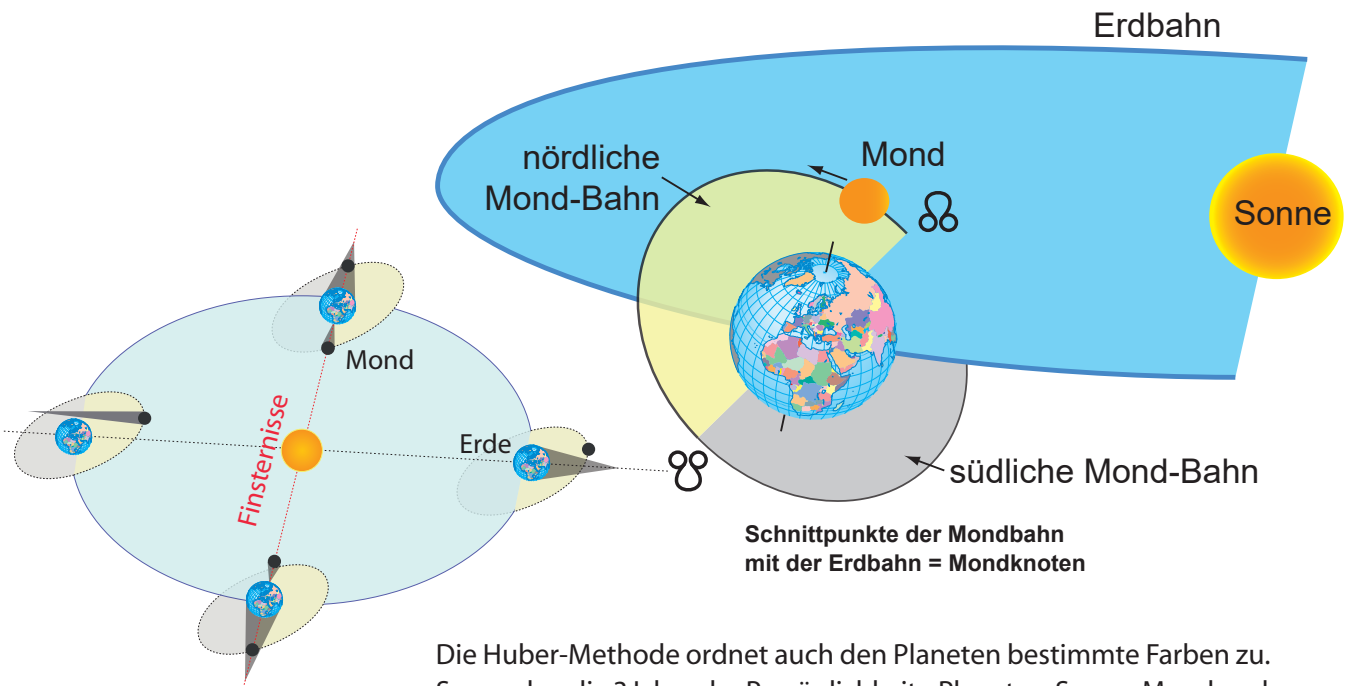 Erdbahn
nördliche
Mond-Bahn
Mond
☊
Sonne
Mond
Finsternisse
Erde
☋
südliche Mond-Bahn
Schnittpunkte der Mondbahn
mit der Erdbahn = Mondknoten
Die Huber-Methode ordnet auch den Planeten bestimmte Farben zu.